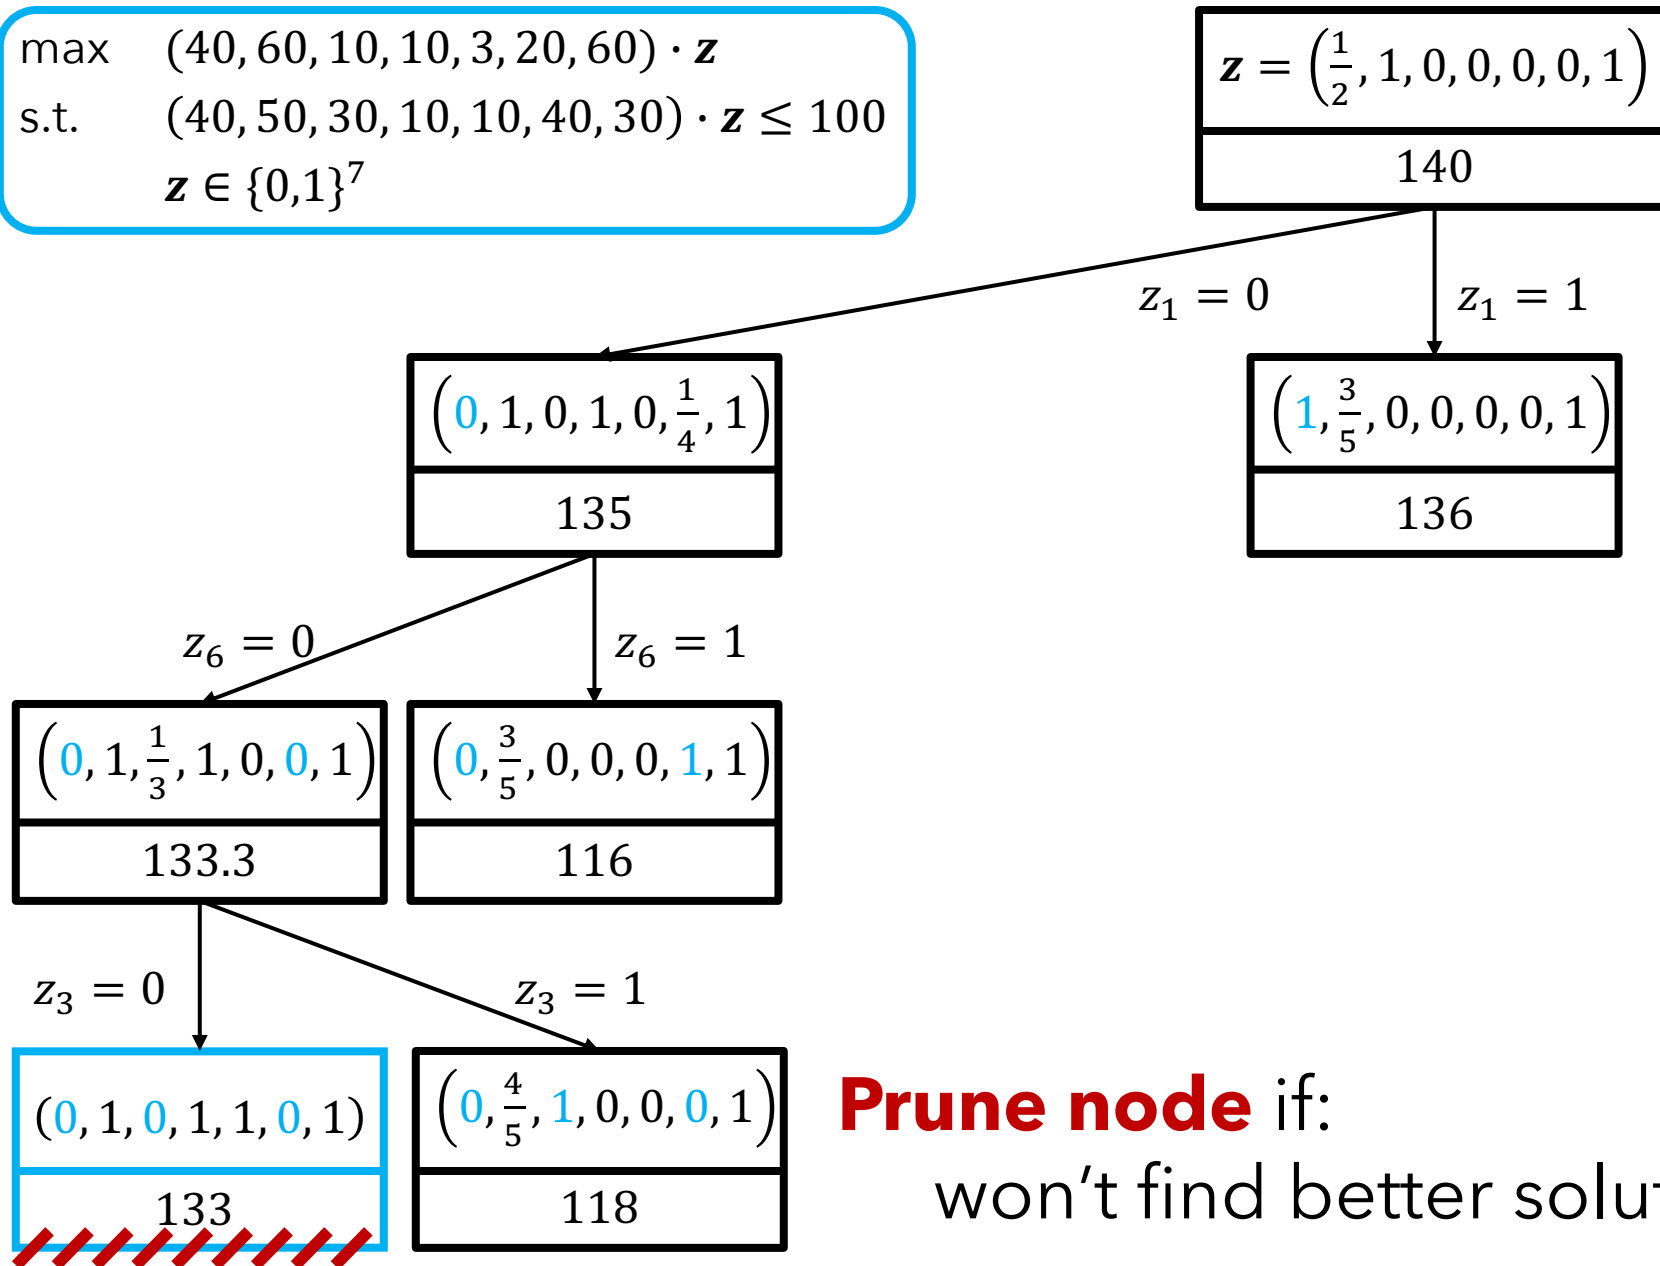 max (40, 60, 10, 10, 3, 20, 60) · z
s.t. (40, 50, 30, 10, 10, 40, 30) · z ≤ 100
z ∈ {0,1}⁷
z = (1/2, 1, 0, 0, 0, 0, 1)
140
z₁ = 0
z₁ = 1
(0, 1, 0, 1, 0, 1/4, 1)
135
(1, 3/5, 0, 0, 0, 0, 1)
136
z₆ = 0
z₆ = 1
(0, 1, 1/3, 1, 0, 0, 1)
133.3
(0, 3/5, 0, 0, 0, 1, 1)
116
z₃ = 0
z₃ = 1
(0, 1, 0, 1, 1, 0, 1)
133
(0, 4/5, 1, 0, 0, 0, 1)
118
Prune node if:
won't find better